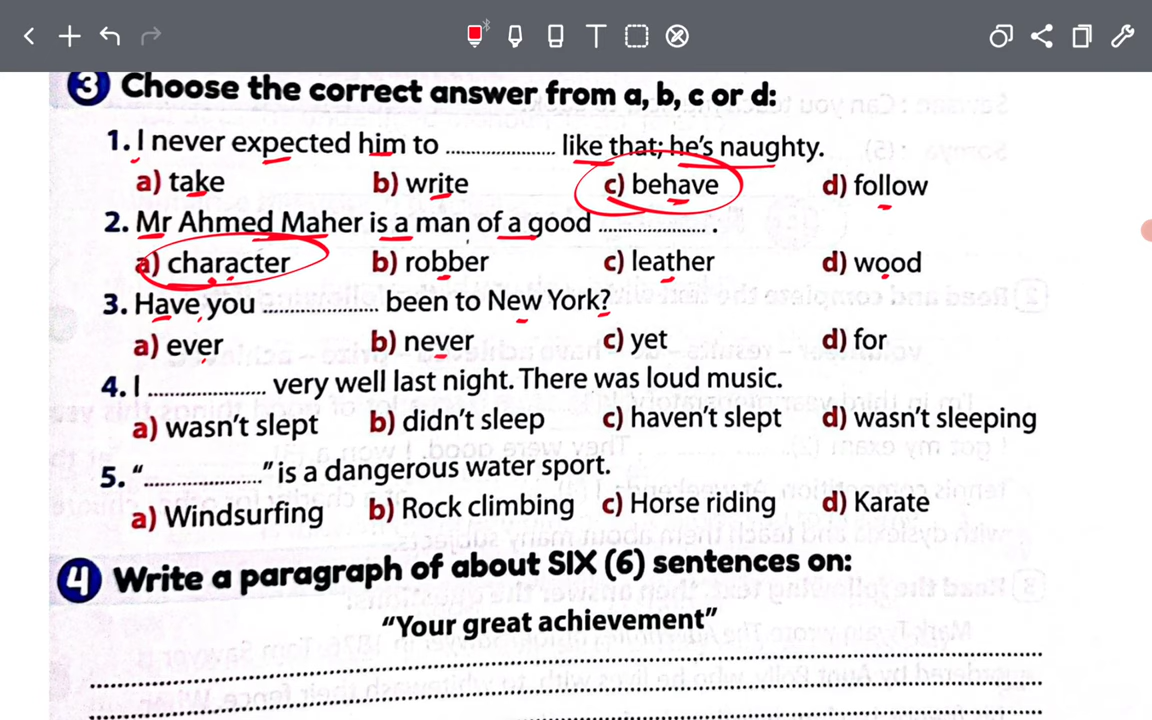 3 Choose the correct answer from a, b, c or d:
1. I never expected him to .................... like that; he's naughty.
a) take b) write c) behave d) follow
2. Mr Ahmed Maher is a man of a good .................... .
a) character b) robber c) leather d) wood
3. Have you .................... been to New York?
a) ever b) never c) yet d) for
4. I .................... very well last night. There was loud music.
a) wasn't slept b) didn't sleep c) haven't slept d) wasn't sleeping
5. “....................” is a dangerous water sport.
a) Windsurfing b) Rock climbing c) Horse riding d) Karate
4 Write a paragraph of about SIX (6) sentences on:
“Your great achievement”